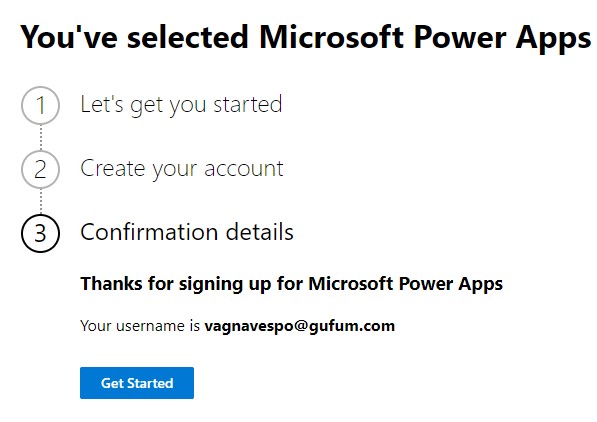 You've selected Microsoft Power Apps
1 Let's get you started
2 Create your account
3 Confirmation details
Thanks for signing up for Microsoft Power Apps
Your username is vagnavespo@gufum.com
Get Started